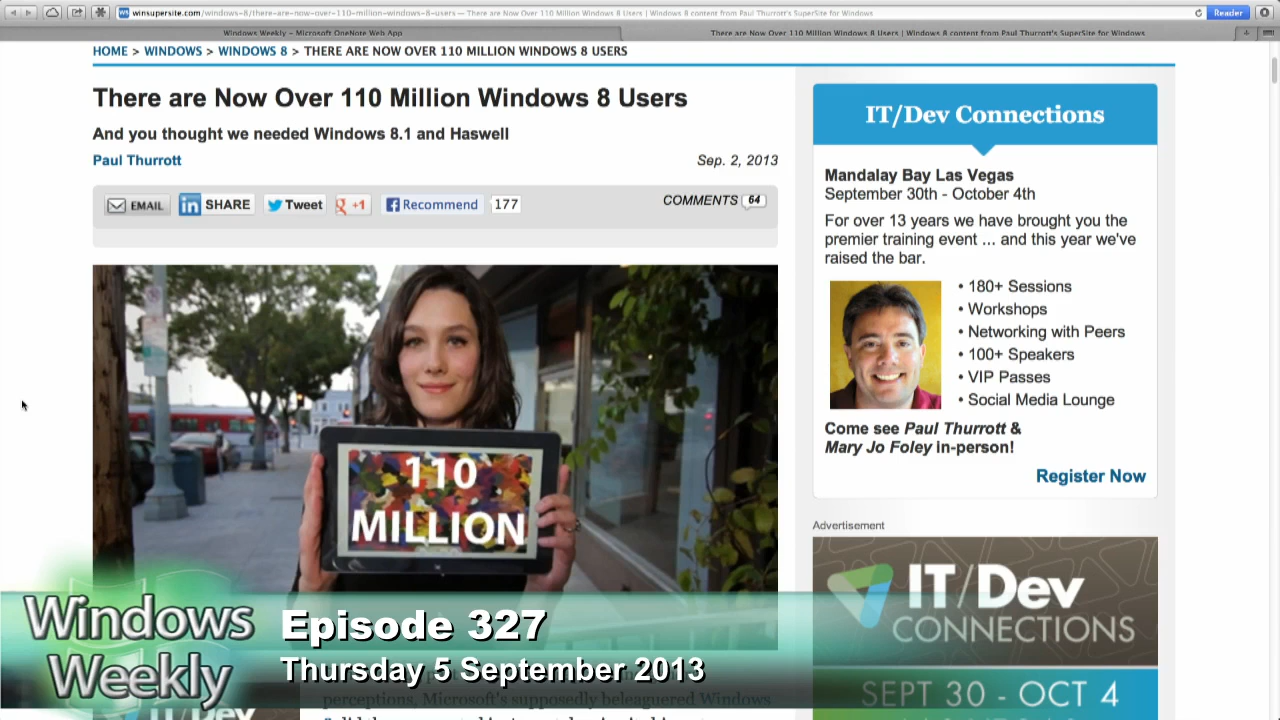 winsupersite.com/windows-8/there-are-now-over-110-million-windows-8-users — There are Now Over 110 Million Windows 8 Users | Windows 8 content from Paul Thurrott's SuperSite for Windows
Reader
Windows Weekly – Microsoft OneNote Web App
There are Now Over 110 Million Windows 8 Users | Windows 8 content from Paul Thurrott's SuperSite for Windows
HOME > WINDOWS > WINDOWS 8 > THERE ARE NOW OVER 110 MILLION WINDOWS 8 USERS
There are Now Over 110 Million Windows 8 Users
And you thought we needed Windows 8.1 and Haswell
Paul Thurrott
Sep. 2, 2013
EMAIL
in SHARE
Tweet
g +1
f Recommend
177
COMMENTS 64
110
MILLION
IT/Dev Connections
Mandalay Bay Las Vegas
September 30th - October 4th
For over 13 years we have brought you the
premier training event ... and this year we've
raised the bar.
• 180+ Sessions
• Workshops
• Networking with Peers
• 100+ Speakers
• VIP Passes
• Social Media Lounge
Come see Paul Thurrott &
Mary Jo Foley in-person!
Register Now
Advertisement
IT/Dev
CONNECTIONS
SEPT 30 - OCT 4
Windows
Weekly
Episode 327
Thursday 5 September 2013
perceptions, Microsoft's supposedly beleaguered Windows